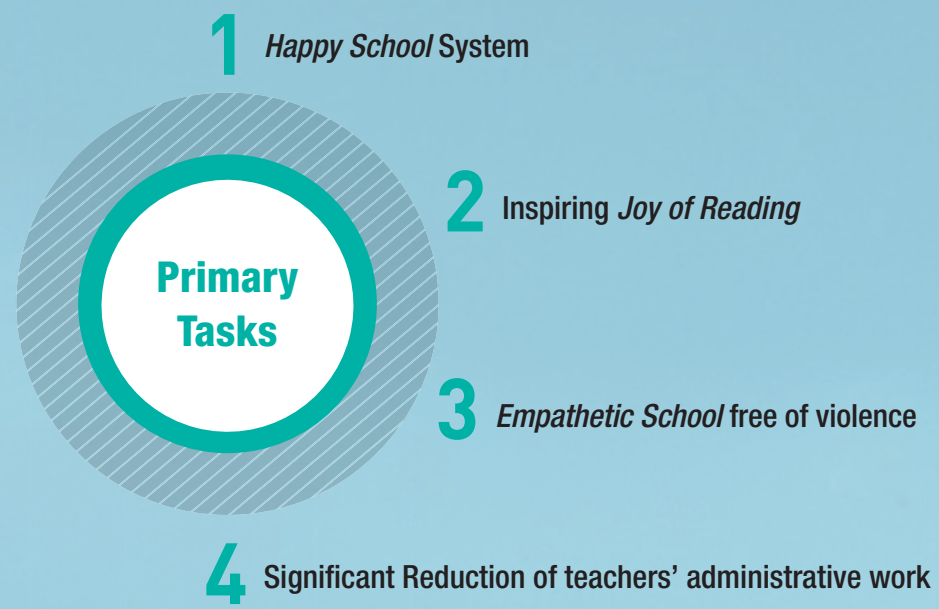 1 Happy School System
2 Inspiring Joy of Reading
Primary
Tasks
3 Empathetic School free of violence
4 Significant Reduction of teachers’ administrative work